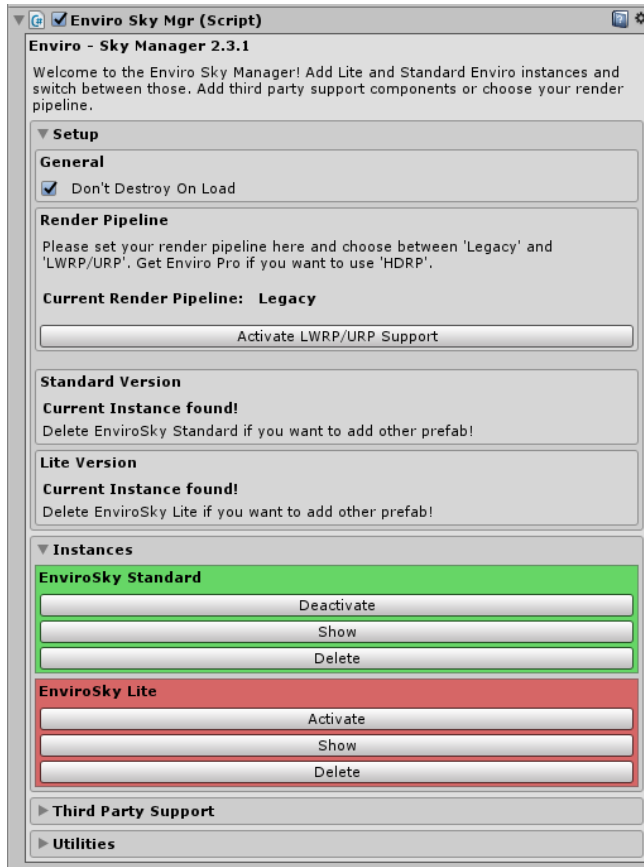 Enviro Sky Mgr (Script)
Enviro - Sky Manager 2.3.1
Welcome to the Enviro Sky Manager! Add Lite and Standard Enviro instances and
switch between those. Add third party support components or choose your render
pipeline.
Setup
General
Don't Destroy On Load
Render Pipeline
Please set your render pipeline here and choose between 'Legacy' and
'LWRP/URP'. Get Enviro Pro if you want to use 'HDRP'.
Current Render Pipeline: Legacy
Activate LWRP/URP Support
Standard Version
Current Instance found!
Delete EnviroSky Standard if you want to add other prefab!
Lite Version
Current Instance found!
Delete EnviroSky Lite if you want to add other prefab!
Instances
EnviroSky Standard
Deactivate
Show
Delete
EnviroSky Lite
Activate
Show
Delete
Third Party Support
Utilities